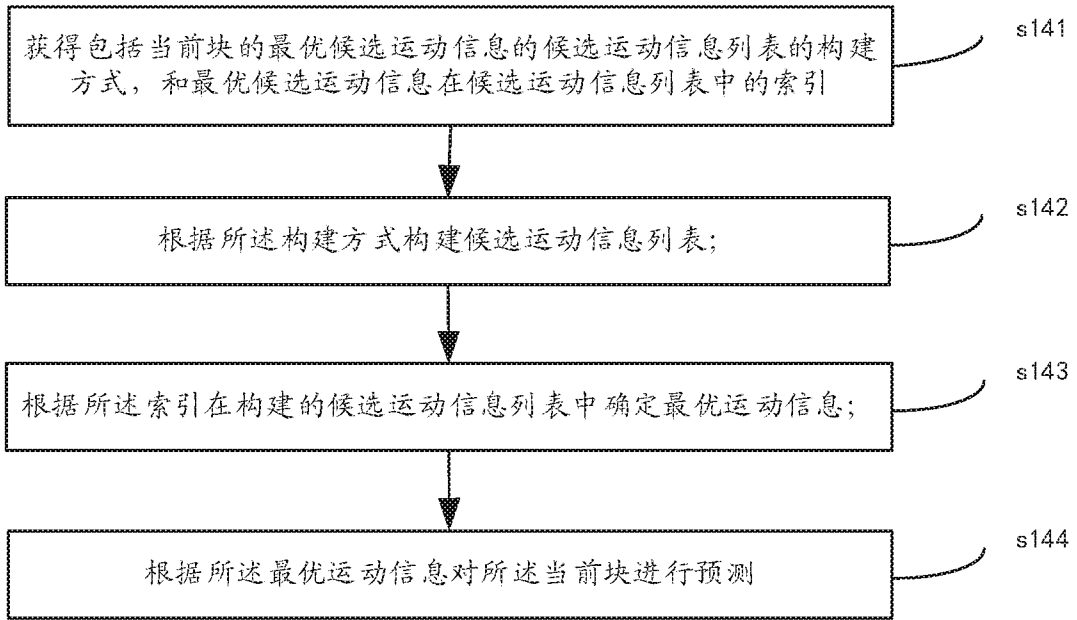 获得包括当前块的最优候选运动信息的候选运动信息列表的构建
方式，和最优候选运动信息在候选运动信息列表中的索引
s141
根据所述构建方式构建候选运动信息列表；
s142
根据所述索引在构建的候选运动信息列表中确定最优运动信息；
s143
根据所述最优运动信息对所述当前块进行预测
s144